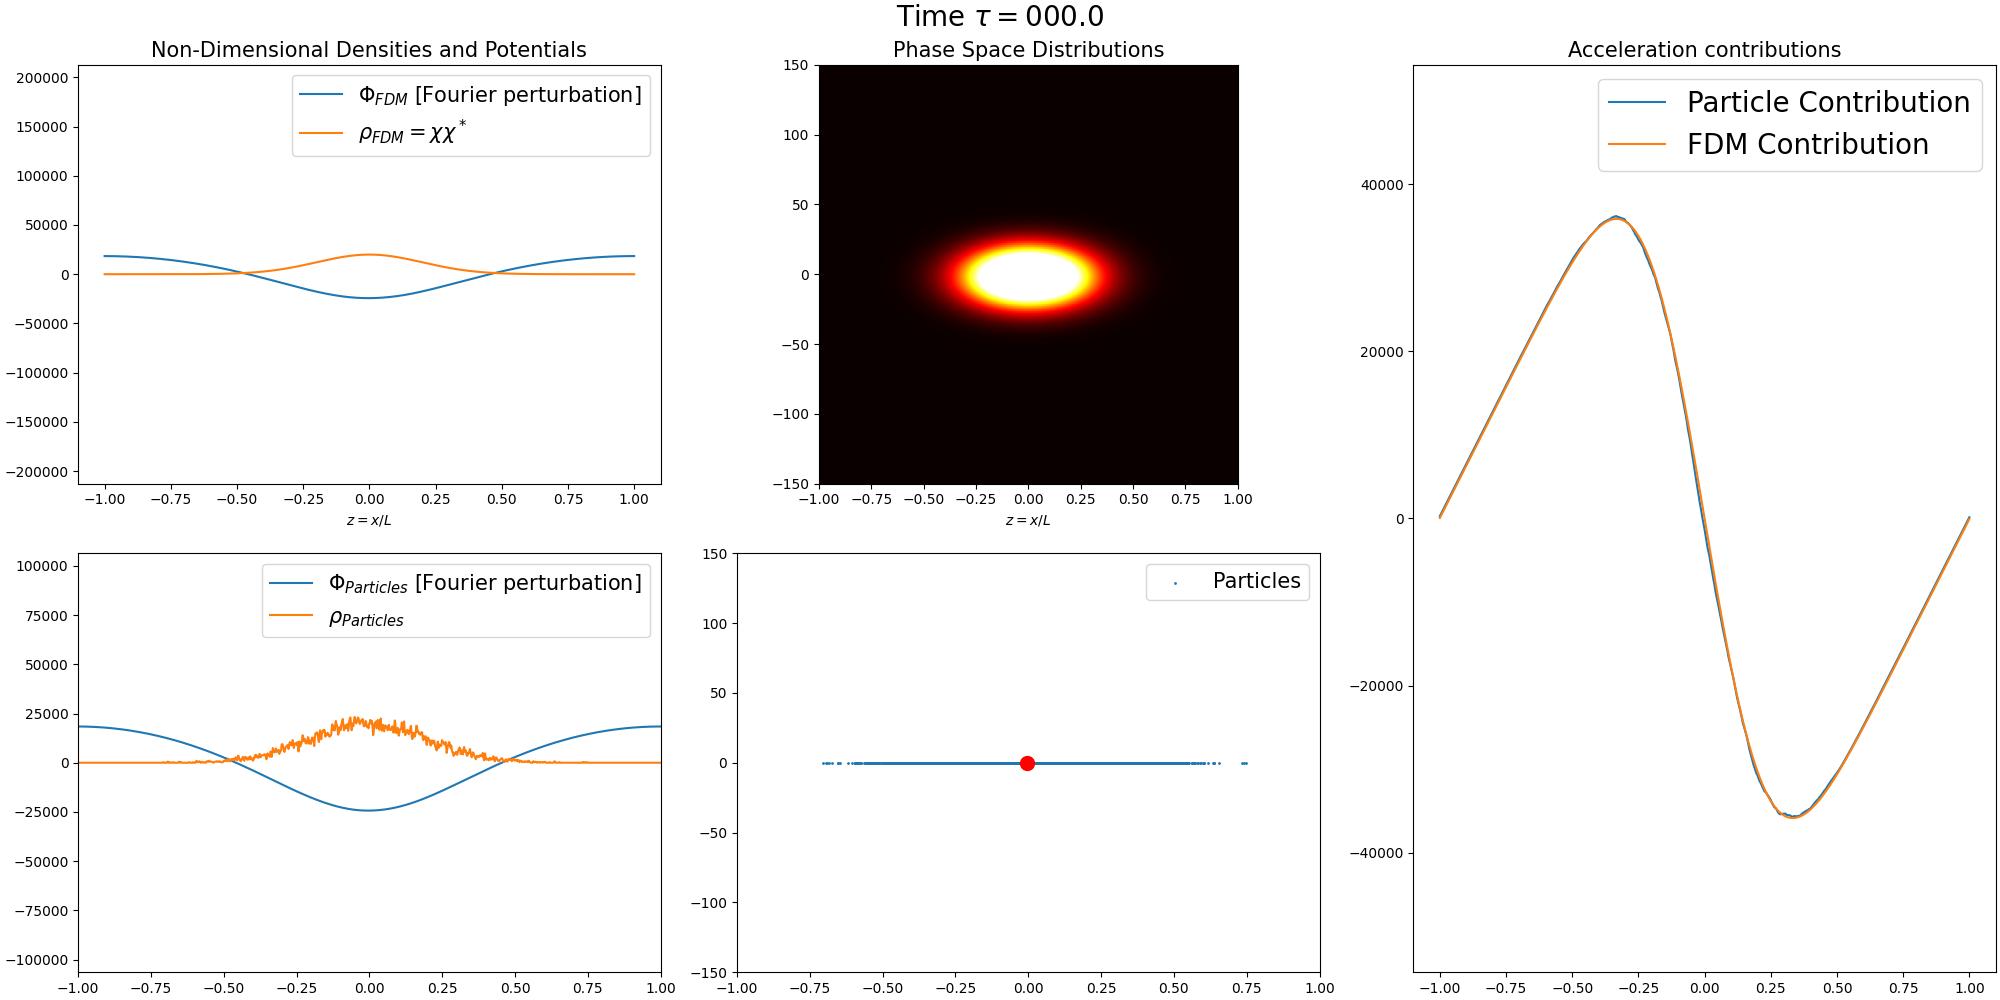 Time τ = 000.0
Non-Dimensional Densities and Potentials
200000
150000
100000
50000
0
−50000
−100000
−150000
−200000
Φ_FDM [Fourier perturbation]
ρ_FDM = χχ*
−1.00 −0.75 −0.50 −0.25 0.00 0.25 0.50 0.75 1.00
z = x/L
Phase Space Distributions
150
100
50
0
−50
−100
−150
−1.00 −0.75 −0.50 −0.25 0.00 0.25 0.50 0.75 1.00
z = x/L
Acceleration contributions
Particle Contribution
FDM Contribution
40000
20000
0
−20000
−40000
−1.00 −0.75 −0.50 −0.25 0.00 0.25 0.50 0.75 1.00
100000
75000
50000
25000
0
−25000
−50000
−75000
−100000
Φ_Particles [Fourier perturbation]
ρ_Particles
−1.00 −0.75 −0.50 −0.25 0.00 0.25 0.50 0.75 1.00
150
100
50
0
−50
−100
−150
Particles
−1.00 −0.75 −0.50 −0.25 0.00 0.25 0.50 0.75 1.00